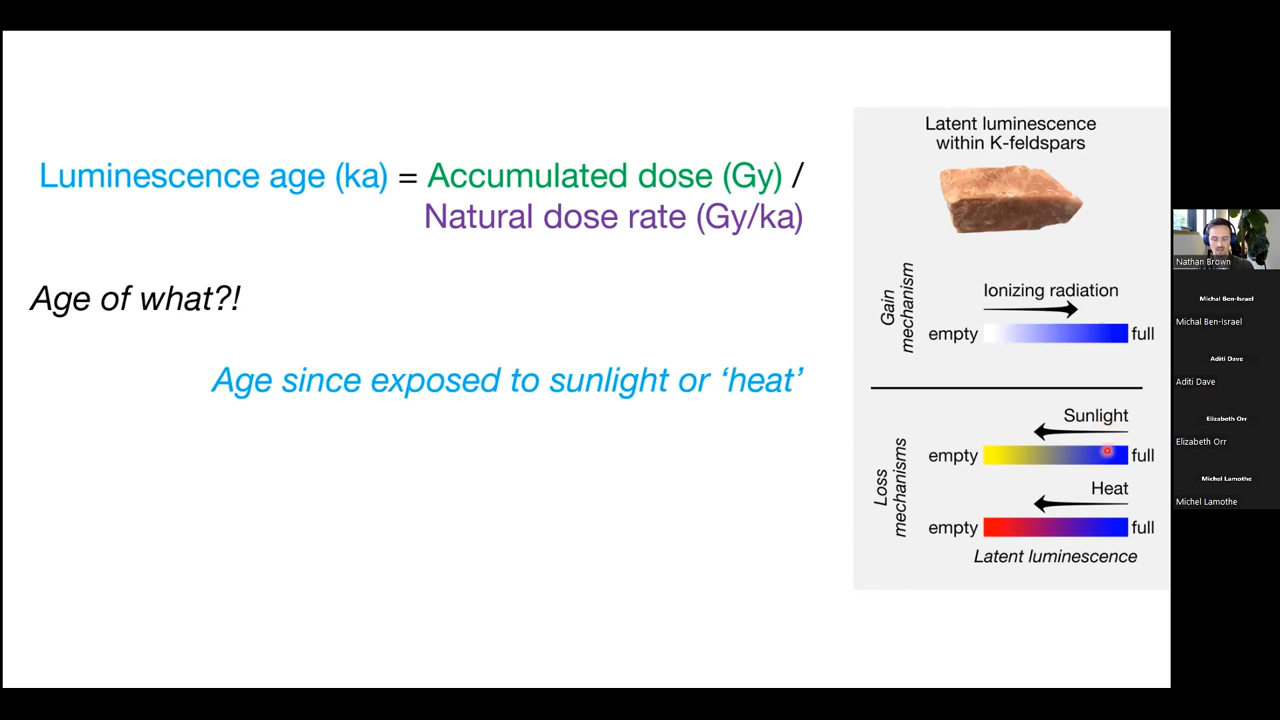 Luminescence age (ka) = Accumulated dose (Gy) /
Natural dose rate (Gy/ka)
Age of what?!
Age since exposed to sunlight or ‘heat’
Latent luminescence
within K-feldspars
Gain
mechanism
Ionizing radiation
empty
full
Loss
mechanisms
Sunlight
empty
full
Heat
empty
full
Latent luminescence
Nathan Brown
Michal Ben-Israel
Michal Ben-Israel
Aditi Dave
Aditi Dave
Elizabeth Orr
Elizabeth Orr
Michel Lamothe
Michel Lamothe